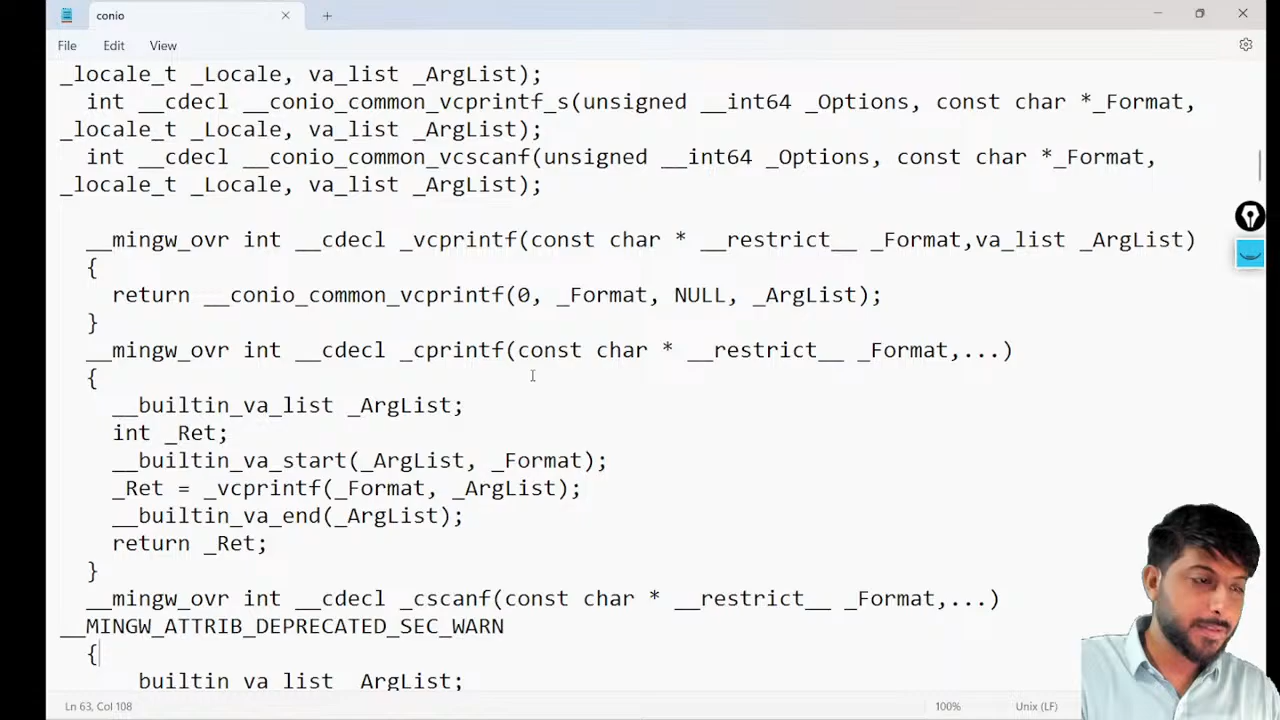 conio
File Edit View
_locale_t _Locale, va_list _ArgList);
int __cdecl __conio_common_vcprintf_s(unsigned __int64 _Options, const char *_Format,
_locale_t _Locale, va_list _ArgList);
int __cdecl __conio_common_vcscanf(unsigned __int64 _Options, const char *_Format,
_locale_t _Locale, va_list _ArgList);
__mingw_ovr int __cdecl _vcprintf(const char * __restrict__ _Format,va_list _ArgList)
{
return __conio_common_vcprintf(0, _Format, NULL, _ArgList);
}
__mingw_ovr int __cdecl _cprintf(const char * __restrict__ _Format,...)
{
__builtin_va_list _ArgList;
int _Ret;
__builtin_va_start(_ArgList, _Format);
_Ret = _vcprintf(_Format, _ArgList);
__builtin_va_end(_ArgList);
return _Ret;
}
__mingw_ovr int __cdecl _cscanf(const char * __restrict__ _Format,...)
__MINGW_ATTRIB_DEPRECATED_SEC_WARN
{
__builtin_va_list _ArgList;
Ln 63, Col 108 100% Unix (LF)